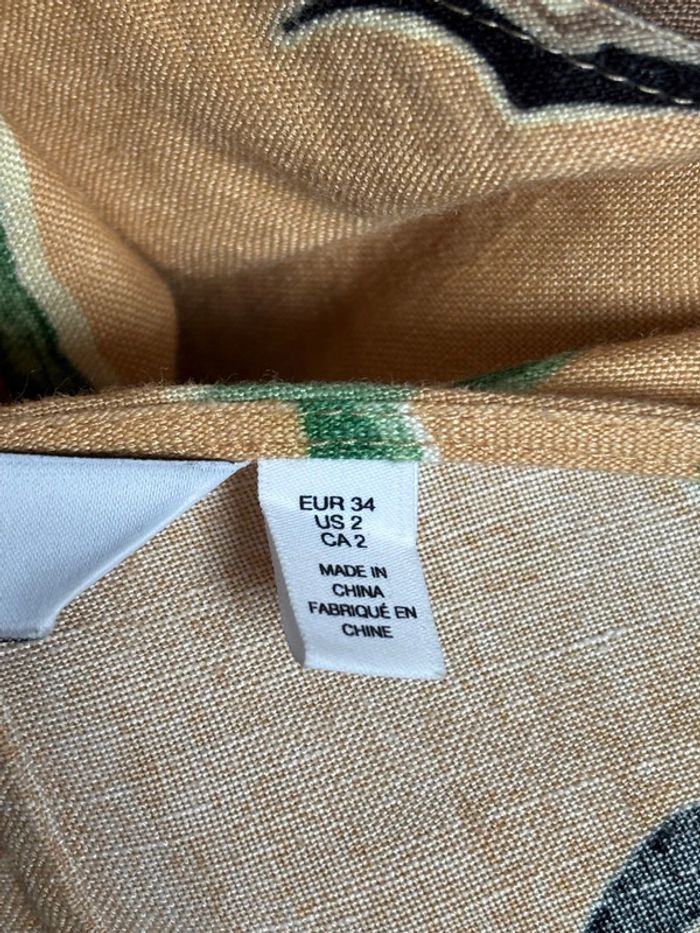 EUR 34
US 2
CA 2
MADE IN
CHINA
FABRIQUÉ EN
CHINE